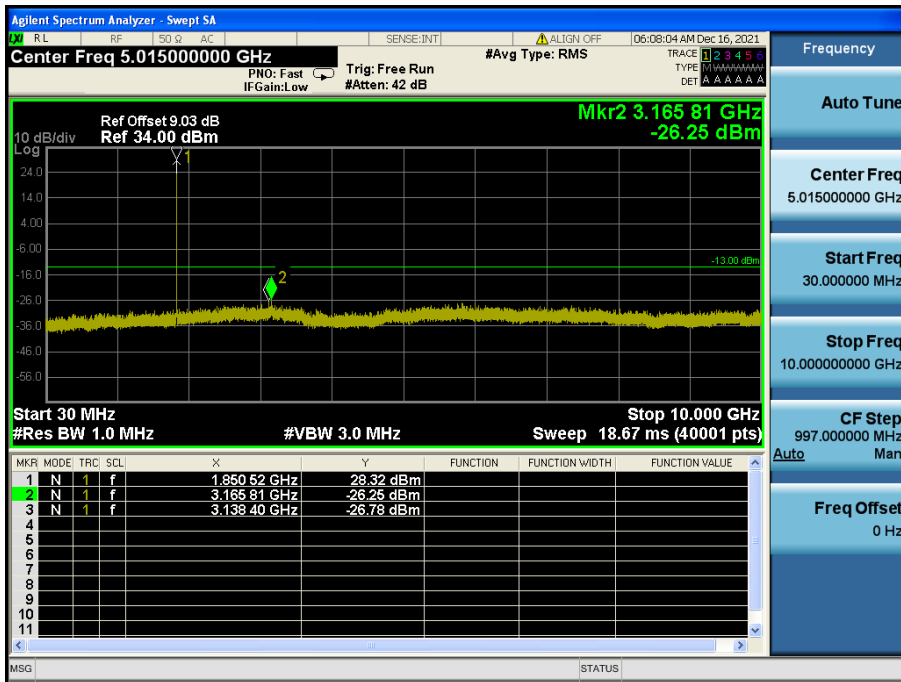 Agilent Spectrum Analyzer - Swept SA
LXI RL RF 50 Ω AC SENSE:INT ALIGN OFF 06:08:04 AM Dec 16, 2021
Center Freq 5.015000000 GHz
PNO: Fast
IFGain:Low
Trig: Free Run
#Atten: 42 dB
#Avg Type: RMS
TRACE 1 2 3 4 5 6
TYPE M W W W W W
DET A A A A A A
Frequency
Auto Tune
Center Freq
5.015000000 GHz
Start Freq
30.000000 MHz
Stop Freq
10.000000000 GHz
CF Step
997.000000 MHz
Auto Man
Freq Offset
0 Hz
Mkr2 3.165 81 GHz
-26.25 dBm
Ref Offset 9.03 dB
10 dB/div Ref 34.00 dBm
Log
1
24.0
14.0
4.00
-6.00
-13.00 dBm
-16.0
2
-26.0
-36.0
-46.0
-56.0
Start 30 MHz Stop 10.000 GHz
#Res BW 1.0 MHz #VBW 3.0 MHz Sweep 18.67 ms (40001 pts)
MKR MODE TRC SCL X Y FUNCTION FUNCTION WIDTH FUNCTION VALUE
1 N 1 f 1.850 52 GHz 28.32 dBm
2 N 1 f 3.165 81 GHz -26.25 dBm
3 N 1 f 3.138 40 GHz -26.78 dBm
4
5
6
7
8
9
10
11
MSG STATUS